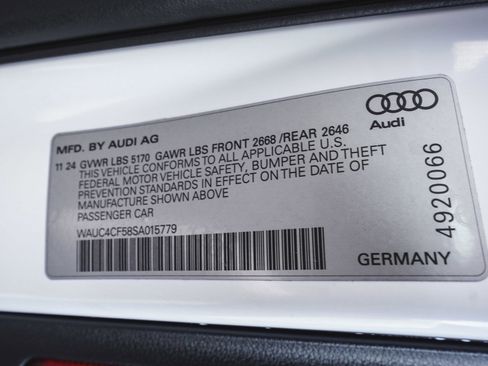 MFD. BY AUDI AG
11 24 GVWR LBS 5170 GAWR LBS FRONT 2668 /REAR 2646
THIS VEHICLE CONFORMS TO ALL APPLICABLE U.S.
FEDERAL MOTOR VEHICLE SAFETY, BUMPER AND THEFT
PREVENTION STANDARDS IN EFFECT ON THE DATE OF
MANUFACTURE SHOWN ABOVE
PASSENGER CAR
WAUC4CF58SA015779
Audi
4920066
GERMANY